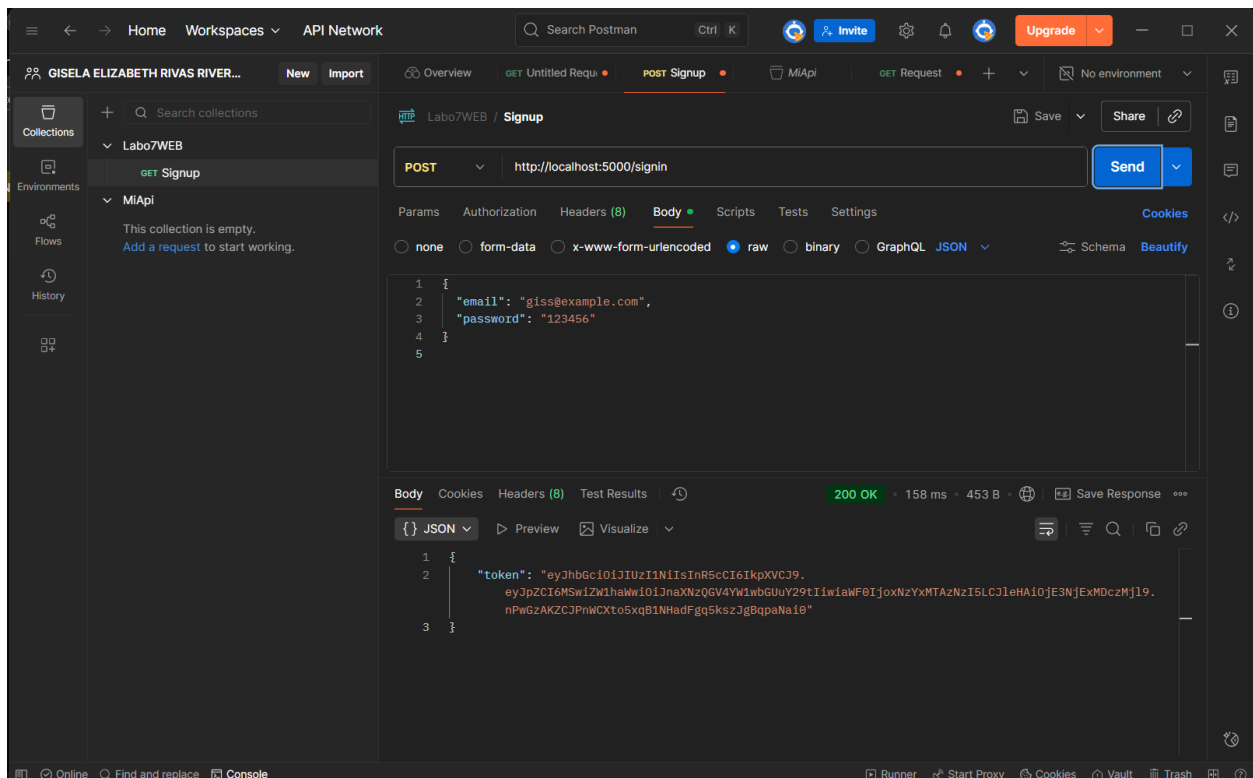 Home Workspaces API Network Search Postman Ctrl K Invite Upgrade
GISELA ELIZABETH RIVAS RIVER... New Import Overview GET Untitled Requ POST Signup MiApi GET Request No environment
Collections
Environments
Flows
History
Search collections
Labo7WEB
GET Signup
MiApi
This collection is empty.
Add a request to start working.
HTTP Labo7WEB / Signup Save Share
POST http://localhost:5000/signin Send
Params Authorization Headers (8) Body Scripts Tests Settings Cookies
none form-data x-www-form-urlencoded raw binary GraphQL JSON Schema Beautify
1 {
2 "email": "giss@example.com",
3 "password": "123456"
4 }
5
Body Cookies Headers (8) Test Results 200 OK 158 ms 453 B e.g. Save Response
{} JSON Preview Visualize
1 {
2 "token": "eyJhbGciOiJIUzI1NiIsInR5cCI6IkpXVCJ9.
eyJpZCI6MSwiZW1haWwiOiJnaXNzQGV4YW1wbGUuY29tIiwiaWF0IjoxNzYxMTAzNzI5LCJleHAiOjE3NjExMDczMjl9.
nPwGzAKZCJPnWCXto5xqB1NHadFgq5kszJgBqpaNai0"
3 }
Online Find and replace Console Runner Start Proxy Cookies Vault Trash